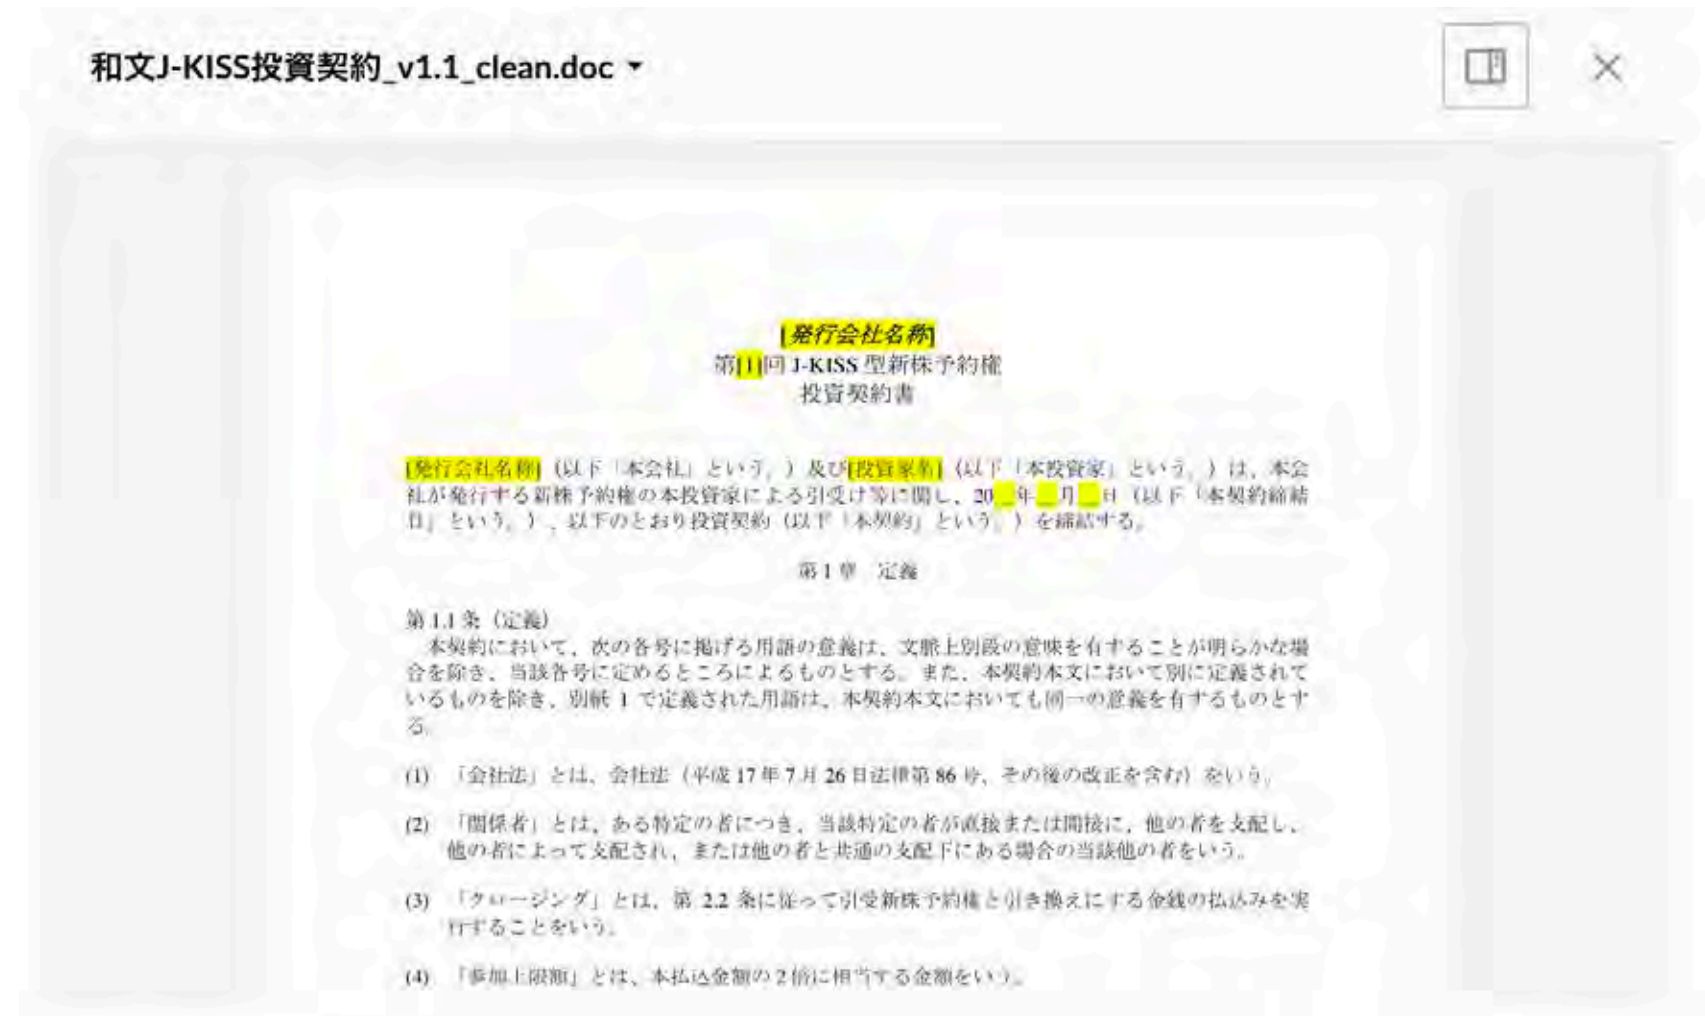 和文J-KISS投資契約_v1.1_clean.doc
[発行会社名称]
第[1]回 J-KISS 型新株予約権
投資契約書
[発行会社名称]（以下「本会社」という。）及び[投資家名]（以下「本投資家」という。）は、本会
社が発行する新株予約権の本投資家による引受け等に関し、20__年__月__日（以下「本契約締結
日」という。）、以下のとおり投資契約（以下「本契約」という。）を締結する。
第 1 章　定義
第 1.1 条（定義）
本契約において、次の各号に掲げる用語の意義は、文脈上別段の意味を有することが明らかな場
合を除き、当該各号に定めるところによるものとする。また、本契約本文において別に定義されて
いるものを除き、別紙 1 で定義された用語は、本契約本文においても同一の意義を有するものとす
る。
(1) 「会社法」とは、会社法（平成 17 年 7 月 26 日法律第 86 号、その後の改正を含む）をいう。
(2) 「関係者」とは、ある特定の者につき、当該特定の者が直接または間接に、他の者を支配し、
他の者によって支配され、または他の者と共通の支配下にある場合の当該他の者をいう。
(3) 「クロージング」とは、第 2.2 条に従って引受新株予約権と引き換えにする金銭の払込みを実
行することをいう。
(4) 「参加上限額」とは、本払込金額の 2 倍に相当する金額をいう。